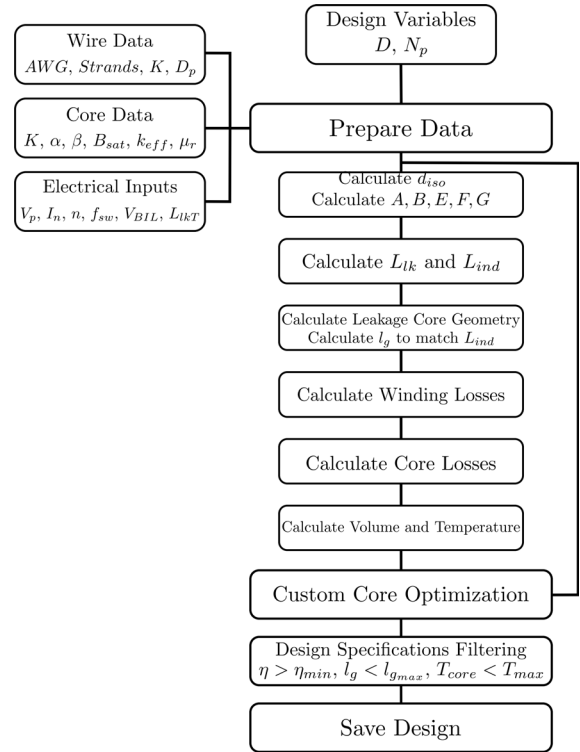 Design Variables
D, N_p
Wire Data
AWG, Strands, K, D_p
Core Data
K, α, β, B_sat, k_eff, μ_r
Electrical Inputs
V_p, I_n, n, f_sw, V_BIL, L_lkT
Prepare Data
Calculate d_iso
Calculate A, B, E, F, G
Calculate L_lk and L_ind
Calculate Leakage Core Geometry
Calculate l_g to match L_ind
Calculate Winding Losses
Calculate Core Losses
Calculate Volume and Temperature
Custom Core Optimization
Design Specifications Filtering
η > η_min, l_g < l_g_max, T_core < T_max
Save Design